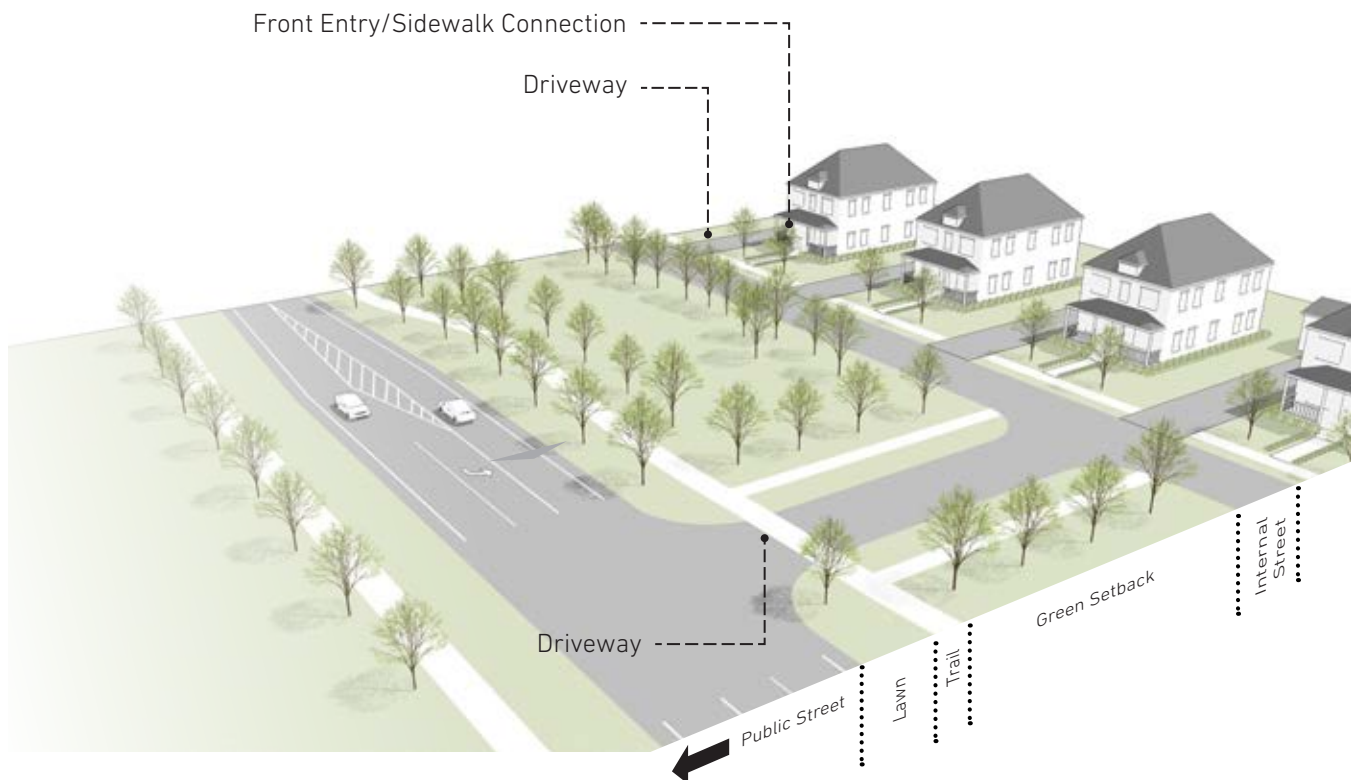 Front Entry/Sidewalk Connection
Driveway
Driveway
Public Street
Lawn
Trail
Green Setback
Internal
Street